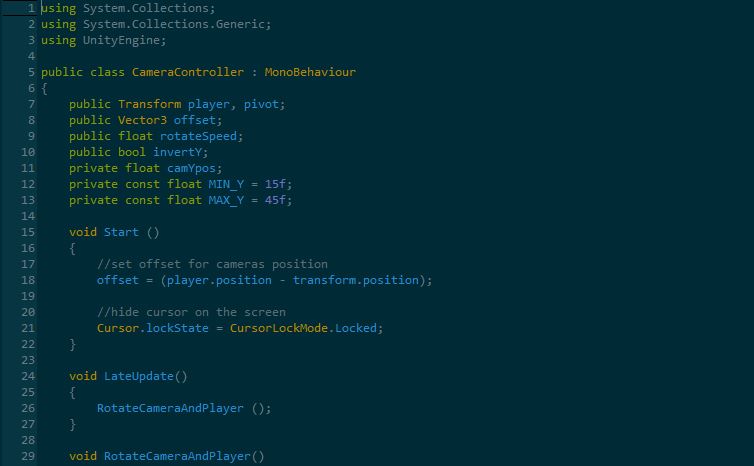 1 using System.Collections;
2 using System.Collections.Generic;
3 using UnityEngine;
4
5 public class CameraController : MonoBehaviour
6 {
7     public Transform player, pivot;
8     public Vector3 offset;
9     public float rotateSpeed;
10     public bool invertY;
11     private float camYpos;
12     private const float MIN_Y = 15f;
13     private const float MAX_Y = 45f;
14
15     void Start ()
16     {
17         //set offset for cameras position
18         offset = (player.position - transform.position);
19
20         //hide cursor on the screen
21         Cursor.lockState = CursorLockMode.Locked;
22     }
23
24     void LateUpdate()
25     {
26         RotateCameraAndPlayer ();
27     }
28
29     void RotateCameraAndPlayer()